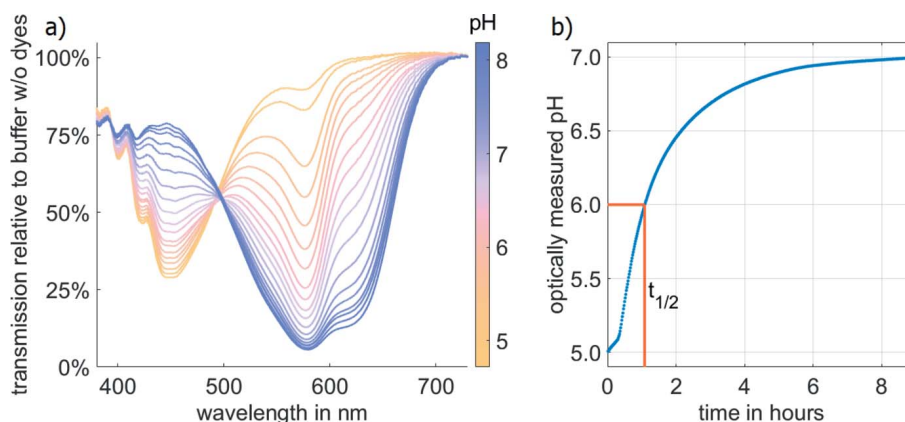 a)
pH
transmission relative to buffer w/o dyes
100%
75%
50%
25%
0%
400
500
600
700
wavelength in nm
8
7
6
5
b)
optically measured pH
7.0
6.5
6.0
5.5
5.0
t1/2
0
2
4
6
8
time in hours